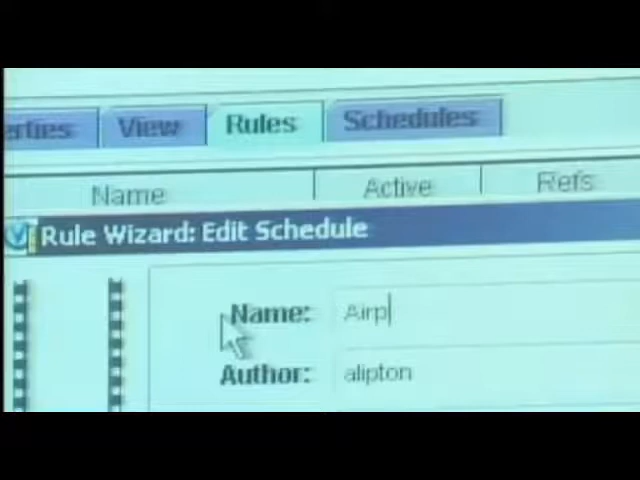 erties View Rules Schedules
Name Active Refs
Rule Wizard: Edit Schedule
Name: Airp
Author: alipton